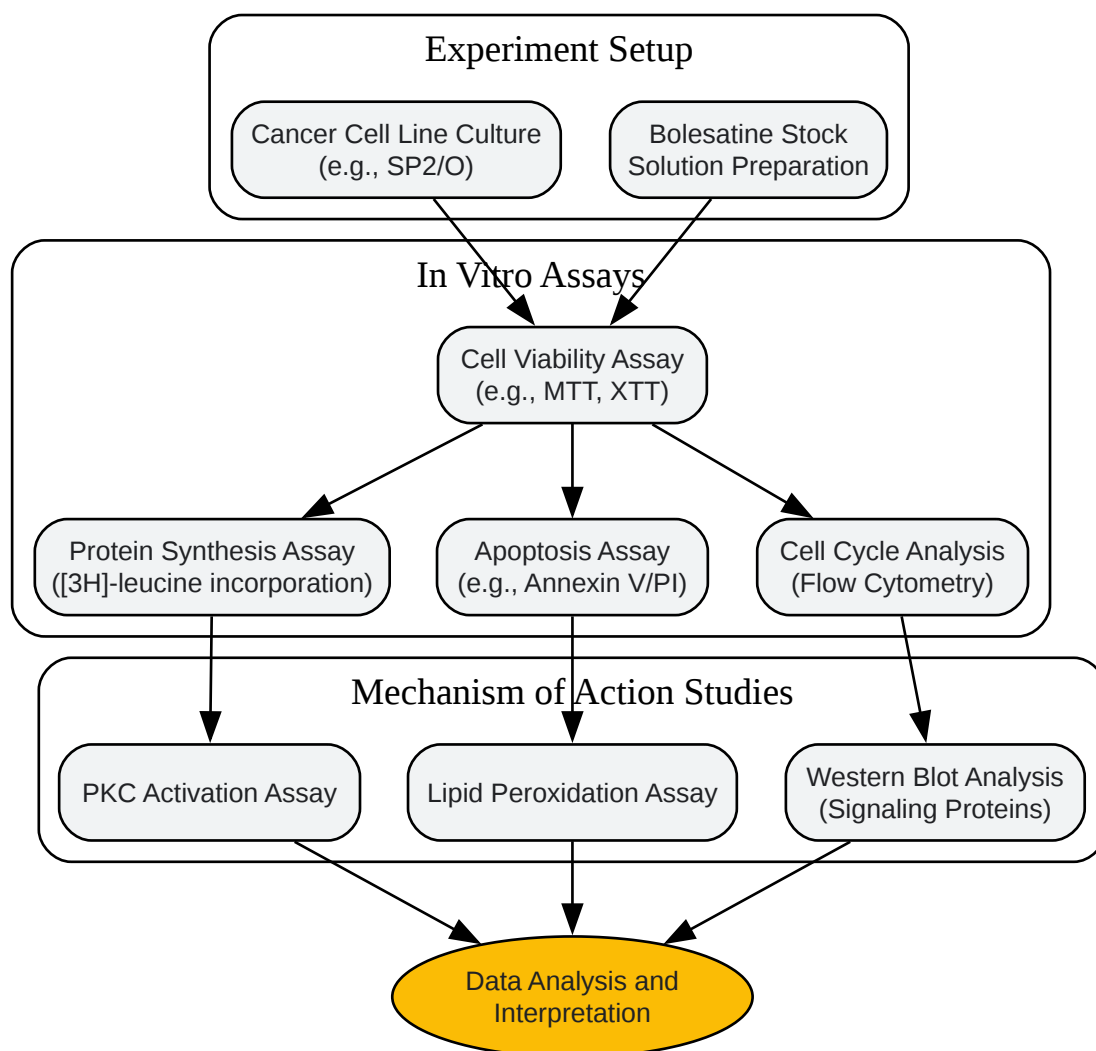 Experiment Setup
Cancer Cell Line Culture
(e.g., SP2/O)
Bolesatine Stock
Solution Preparation
In Vitro Assays
Cell Viability Assay
(e.g., MTT, XTT)
Protein Synthesis Assay
([3H]-leucine incorporation)
Apoptosis Assay
(e.g., Annexin V/PI)
Cell Cycle Analysis
(Flow Cytometry)
Mechanism of Action Studies
PKC Activation Assay
Lipid Peroxidation Assay
Western Blot Analysis
(Signaling Proteins)
Data Analysis and
Interpretation